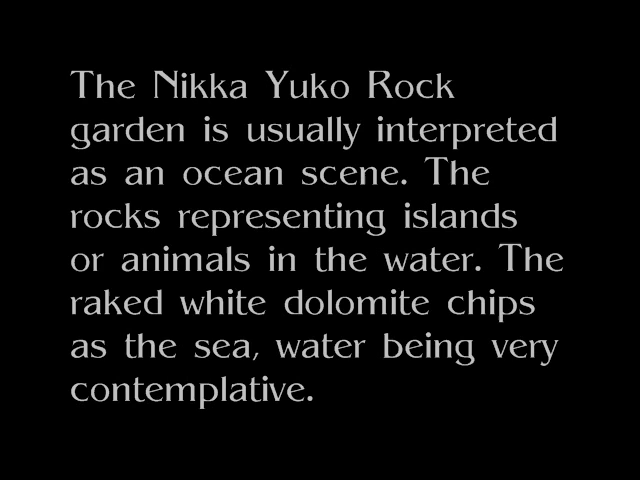 The Nikka Yuko Rock
garden is usually interpreted
as an ocean scene. The
rocks representing islands
or animals in the water. The
raked white dolomite chips
as the sea, water being very
contemplative.